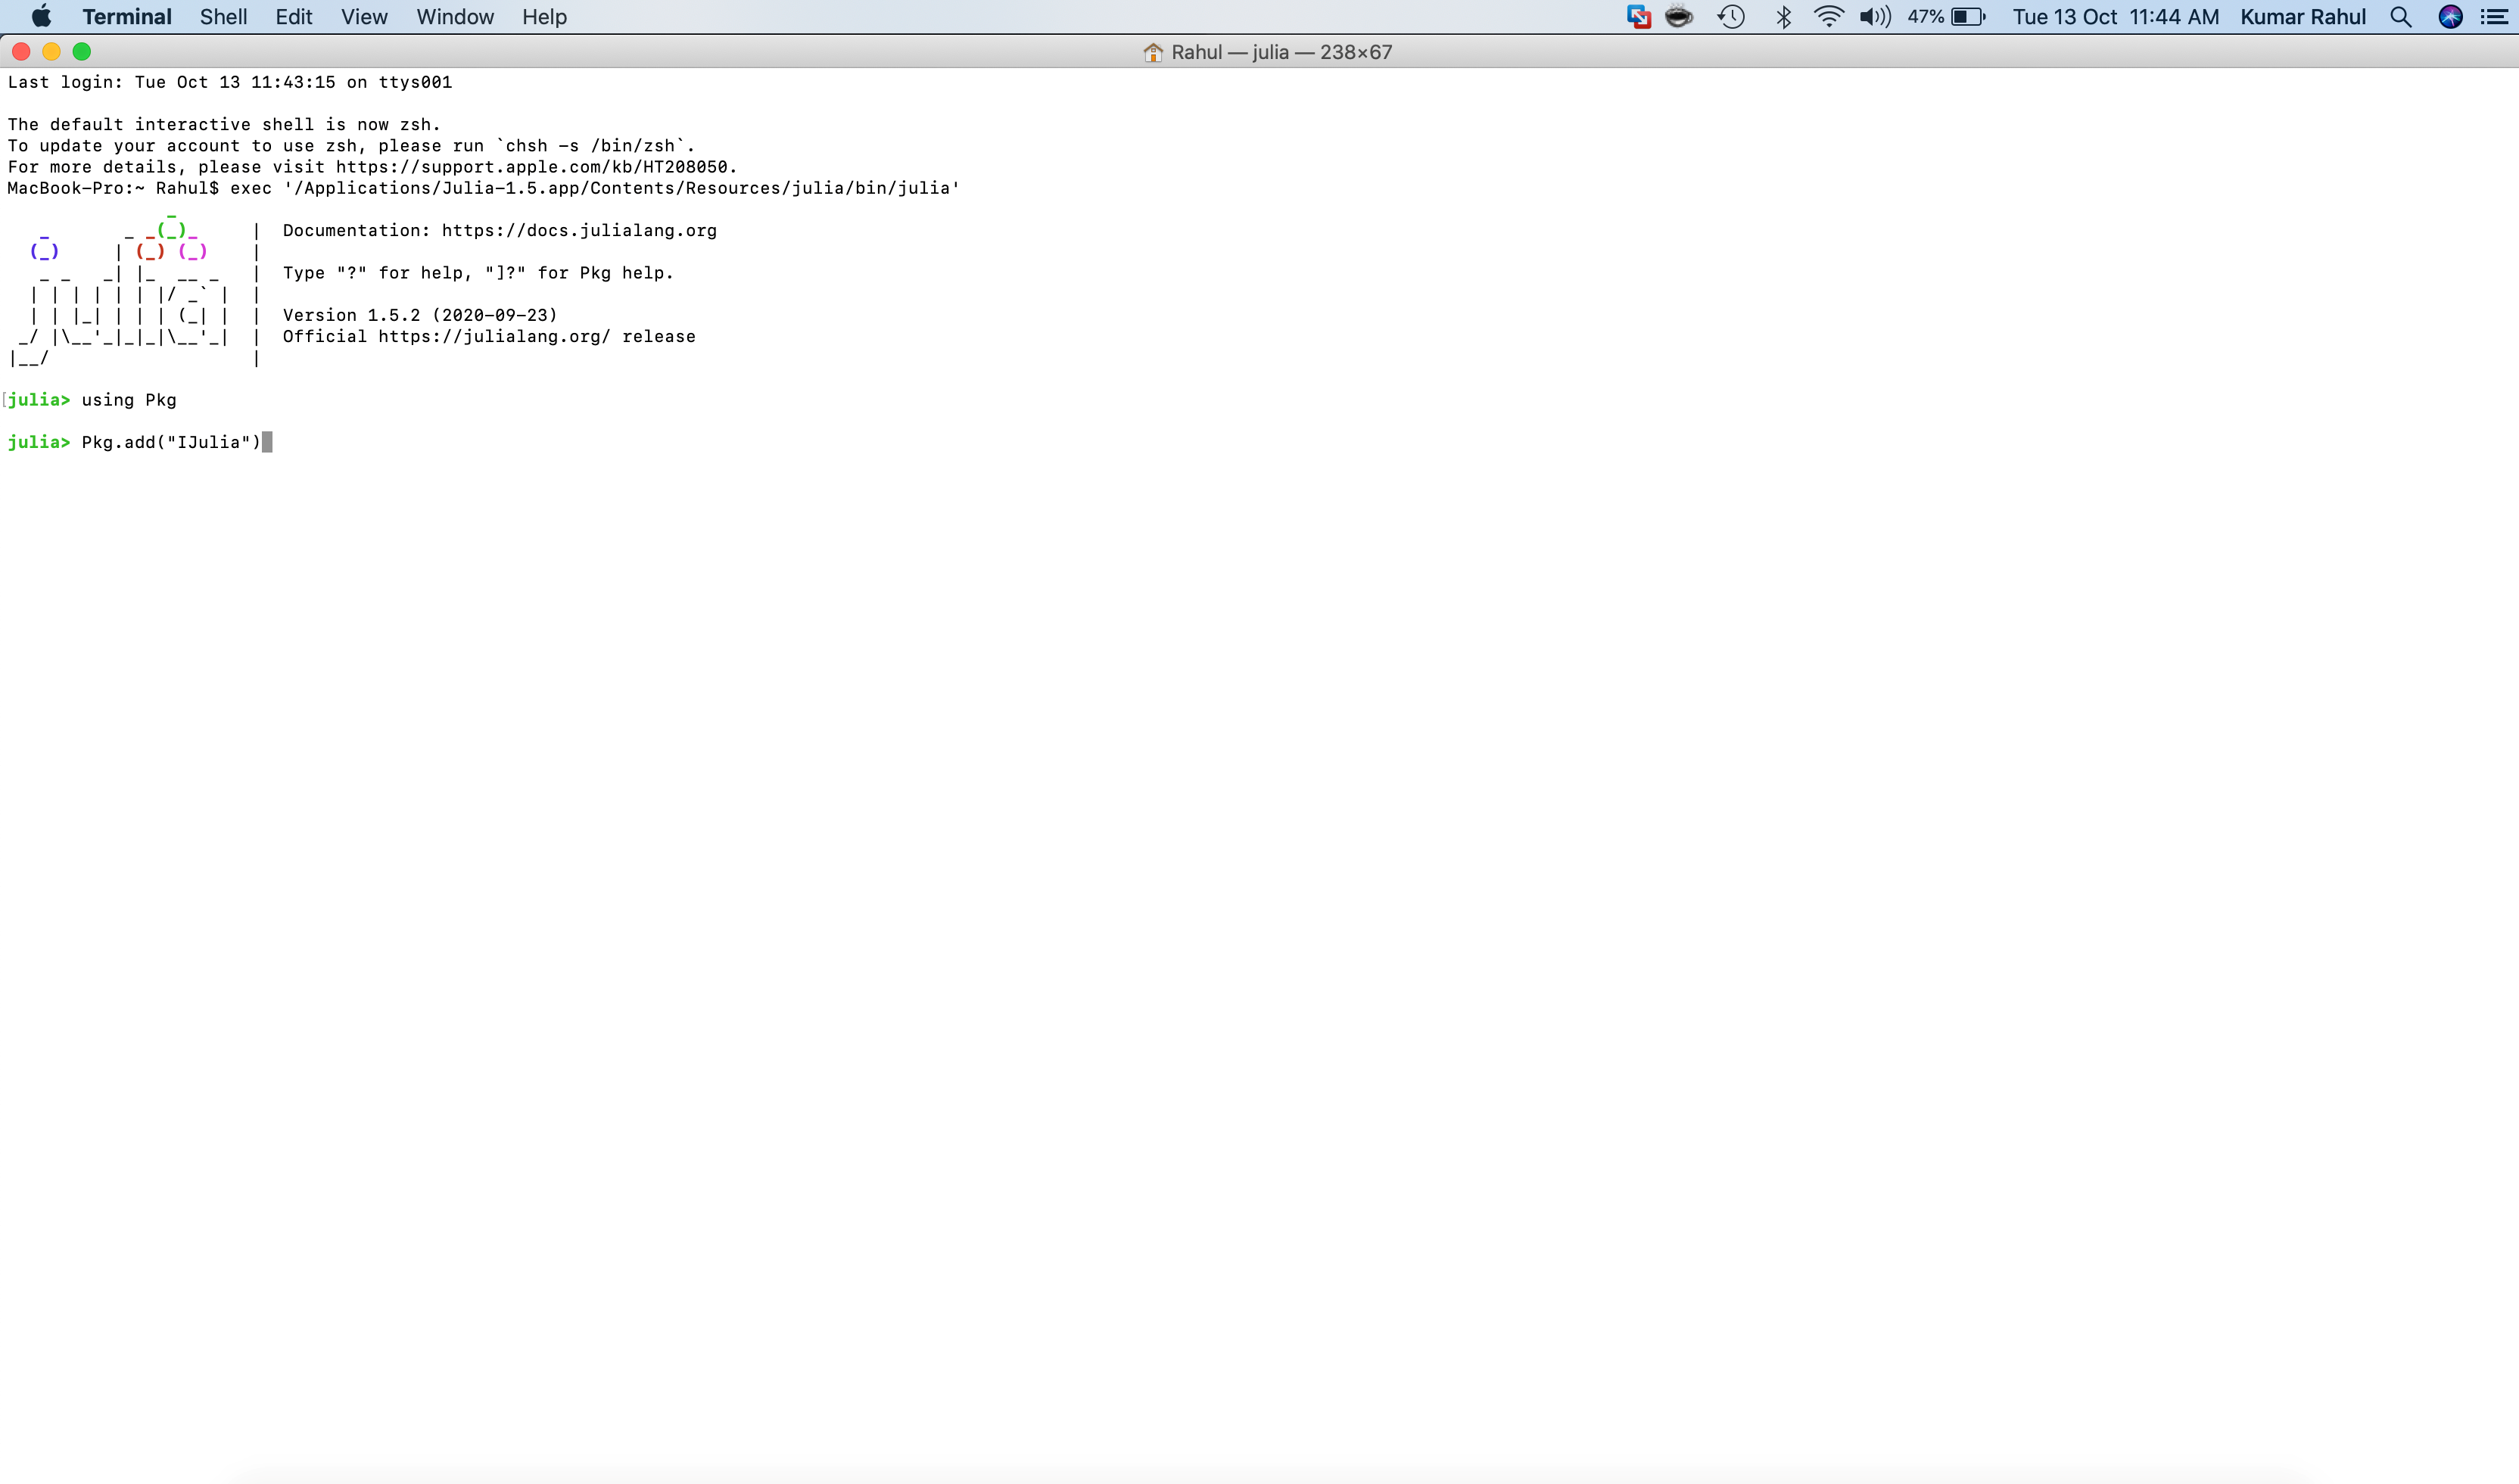 Terminal Shell Edit View Window Help 47% Tue 13 Oct 11:44 AM Kumar Rahul
Rahul — julia — 238×67
Last login: Tue Oct 13 11:43:15 on ttys001
The default interactive shell is now zsh.
To update your account to use zsh, please run `chsh -s /bin/zsh`.
For more details, please visit https://support.apple.com/kb/HT208050.
MacBook-Pro:~ Rahul$ exec '/Applications/Julia-1.5.app/Contents/Resources/julia/bin/julia'
               _
   _       _ _(_)_     |  Documentation: https://docs.julialang.org
  (_)     | (_) (_)    |
   _ _   _| |_  __ _   |  Type "?" for help, "]?" for Pkg help.
  | | | | | | |/ _` |  |
  | | |_| | | | (_| |  |  Version 1.5.2 (2020-09-23)
 _/ |\__'_|_|_|\__'_|  |  Official https://julialang.org/ release
|__/                   |
julia> using Pkg
julia> Pkg.add("IJulia")